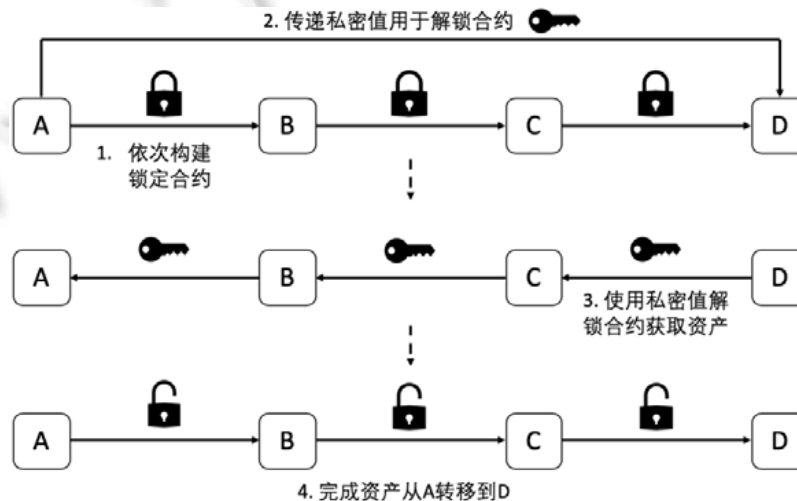 2. 传递私密值用于解锁合约
A
B
C
D
1. 依次构建
锁定合约
A
B
C
D
3. 使用私密值解
锁合约获取资产
A
B
C
D
4. 完成资产从A转移到D